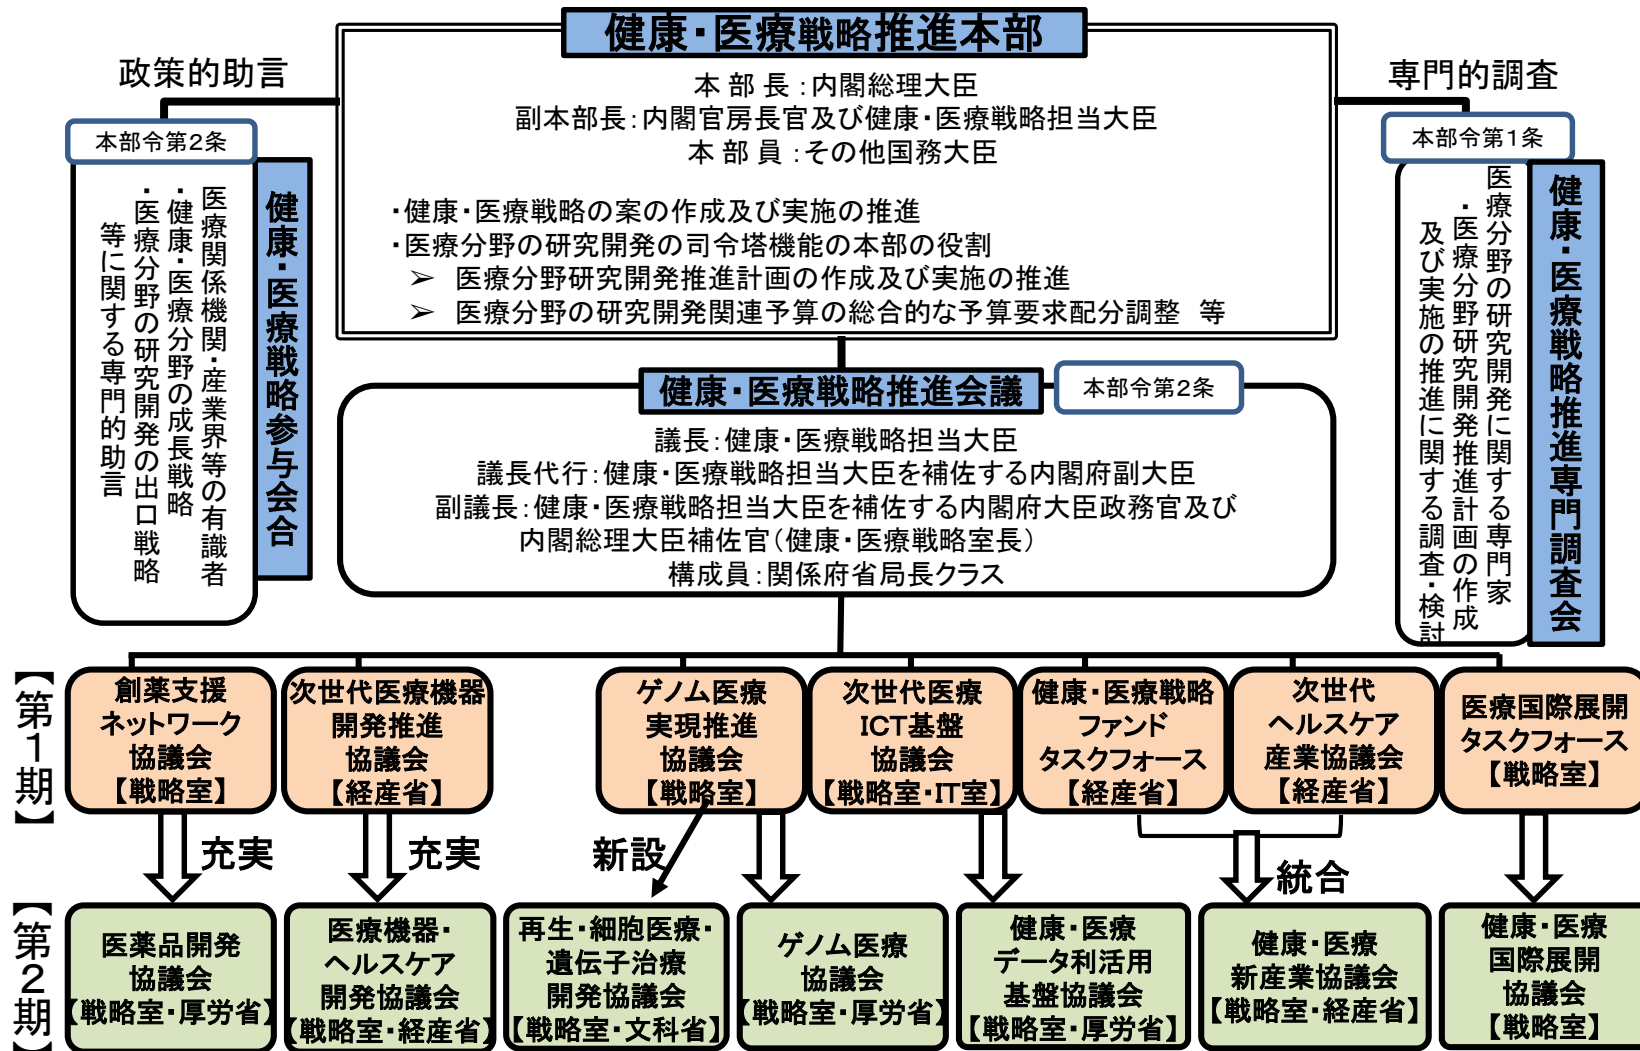 健康・医療戦略推進本部
本 部 長：内閣総理大臣
副本部長：内閣官房長官及び健康・医療戦略担当大臣
本 部 員：その他国務大臣
・健康・医療戦略の案の作成及び実施の推進
・医療分野の研究開発の司令塔機能の本部の役割
➢ 医療分野研究開発推進計画の作成及び実施の推進
➢ 医療分野の研究開発関連予算の総合的な予算要求配分調整 等
政策的助言
本部令第2条
健康・医療戦略参与会合
医療関係機関・産業界等の有識者
・健康・医療分野の成長戦略
・医療分野の研究開発の出口戦略
等に関する専門的助言
専門的調査
本部令第1条
健康・医療戦略推進専門調査会
医療分野の研究開発に関する専門家
・医療分野研究開発推進計画の作成
及び実施の推進に関する調査・検討
健康・医療戦略推進会議
本部令第2条
議長：健康・医療戦略担当大臣
議長代行：健康・医療戦略担当大臣を補佐する内閣府副大臣
副議長：健康・医療戦略担当大臣を補佐する内閣府大臣政務官及び
内閣総理大臣補佐官（健康・医療戦略室長）
構成員：関係府省局長クラス
【第1期】
創薬支援
ネットワーク
協議会
【戦略室】
次世代医療機器
開発推進
協議会
【経産省】
ゲノム医療
実現推進
協議会
【戦略室】
次世代医療
ICT基盤
協議会
【戦略室・IT室】
健康・医療戦略
ファンド
タスクフォース
【経産省】
次世代
ヘルスケア
産業協議会
【経産省】
医療国際展開
タスクフォース
【戦略室】
充実
充実
新設
統合
【第2期】
医薬品開発
協議会
【戦略室・厚労省】
医療機器・
ヘルスケア
開発協議会
【戦略室・経産省】
再生・細胞医療・
遺伝子治療
開発協議会
【戦略室・文科省】
ゲノム医療
協議会
【戦略室・厚労省】
健康・医療
データ利活用
基盤協議会
【戦略室・厚労省】
健康・医療
新産業協議会
【戦略室・経産省】
健康・医療
国際展開
協議会
【戦略室】